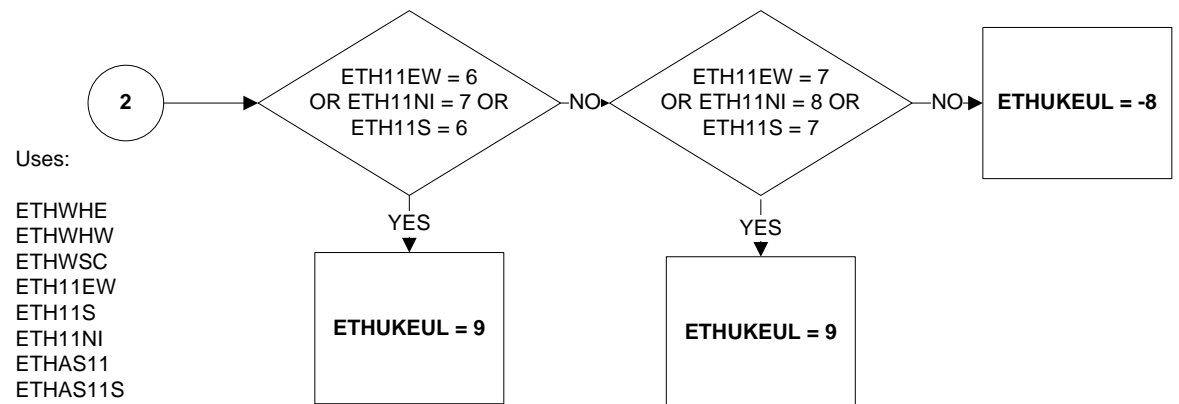 2
ETH11EW = 6
OR ETH11NI = 7 OR
ETH11S = 6
NO
ETH11EW = 7
OR ETH11NI = 8 OR
ETH11S = 7
NO
ETHUKEUL = -8
YES
YES
ETHUKEUL = 9
ETHUKEUL = 9
Uses:
ETHWHE
ETHWHW
ETHWSC
ETH11EW
ETH11S
ETH11NI
ETHAS11
ETHAS11S